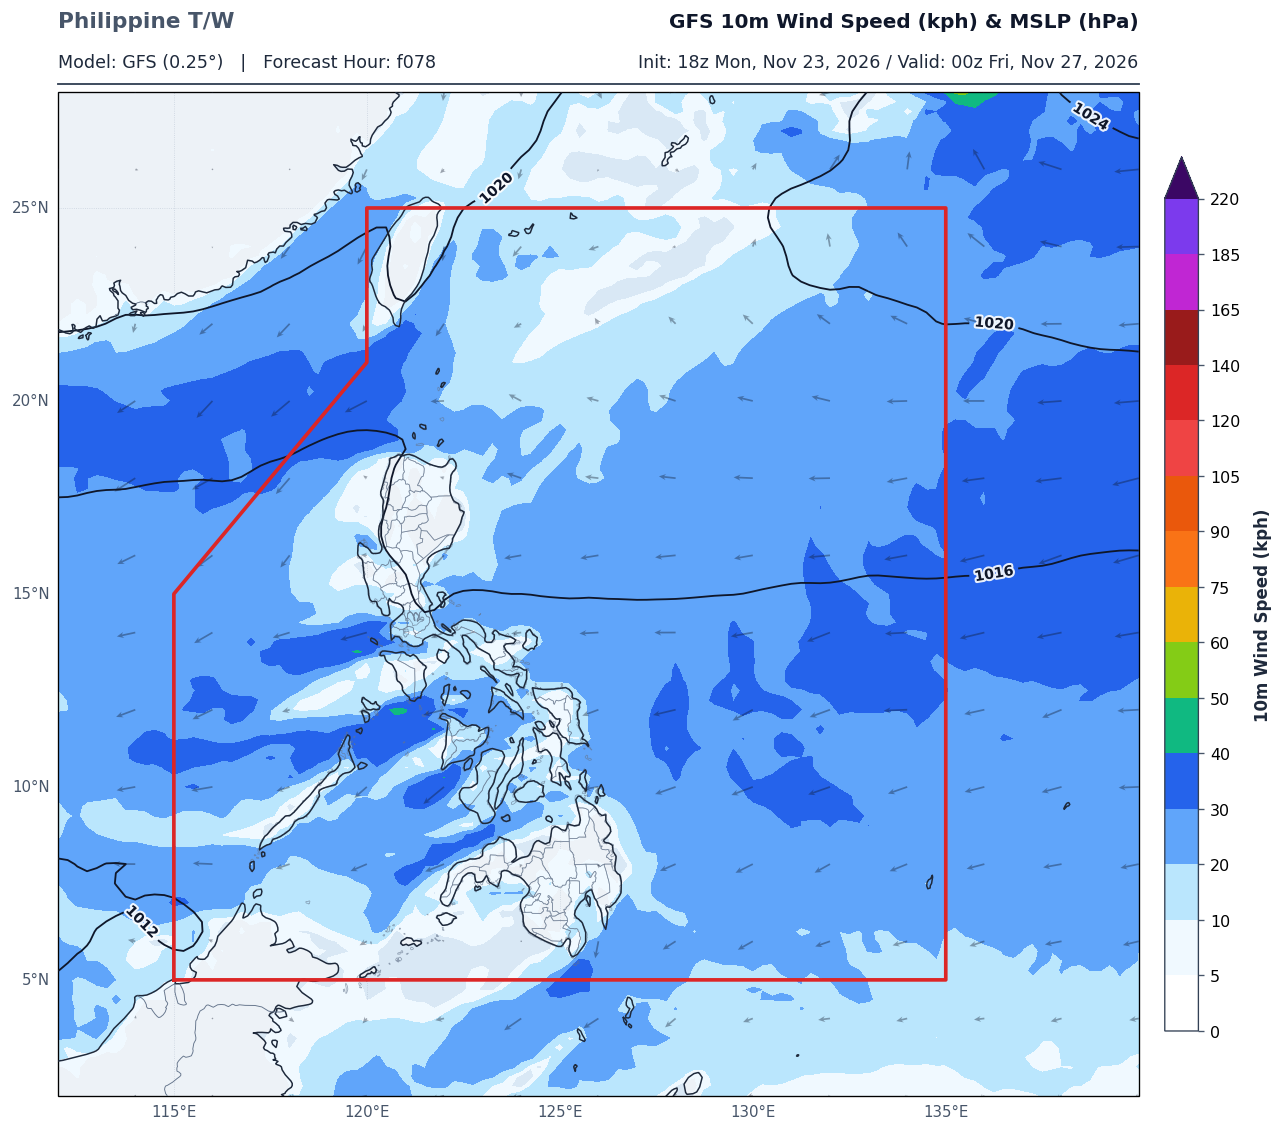 Philippine T/W
GFS 10m Wind Speed (kph) & MSLP (hPa)
Model: GFS (0.25°) | Forecast Hour: f078
Init: 18z Mon, Nov 23, 2026 / Valid: 00z Fri, Nov 27, 2026
1024
1020
1020
1016
1012
25°N
20°N
15°N
10°N
5°N
115°E
120°E
125°E
130°E
135°E
220
185
165
140
120
105
90
75
60
50
40
30
20
10
5
0
10m Wind Speed (kph)